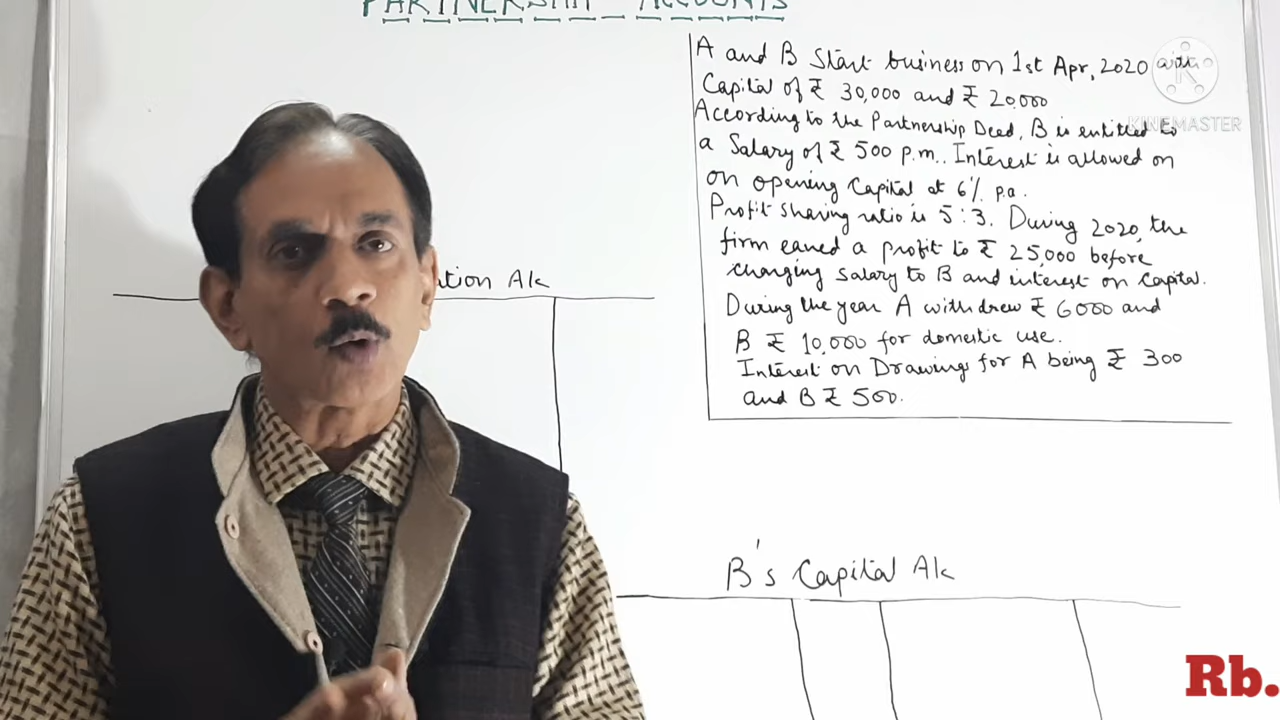 PARTNERSHIP ACCOUNTS
A and B Start business on 1st Apr, 2020 with
Capital of ₹ 30,000 and ₹ 20,000
According to the Partnership Deed, B is entitled to
a Salary of ₹ 500 p.m.. Interest is allowed on
on opening Capital at 6% p.a.
Profit sharing ratio is 5:3. During 2020, the
firm earned a profit to ₹ 25,000 before
charging salary to B and interest on Capital.
During the year A withdrew ₹ 6000 and
B ₹ 10,000 for domestic use.
Interest on Drawings for A being ₹ 300
and B ₹ 500.
KINEMASTER
A/c
B's Capital A/c
Rb.